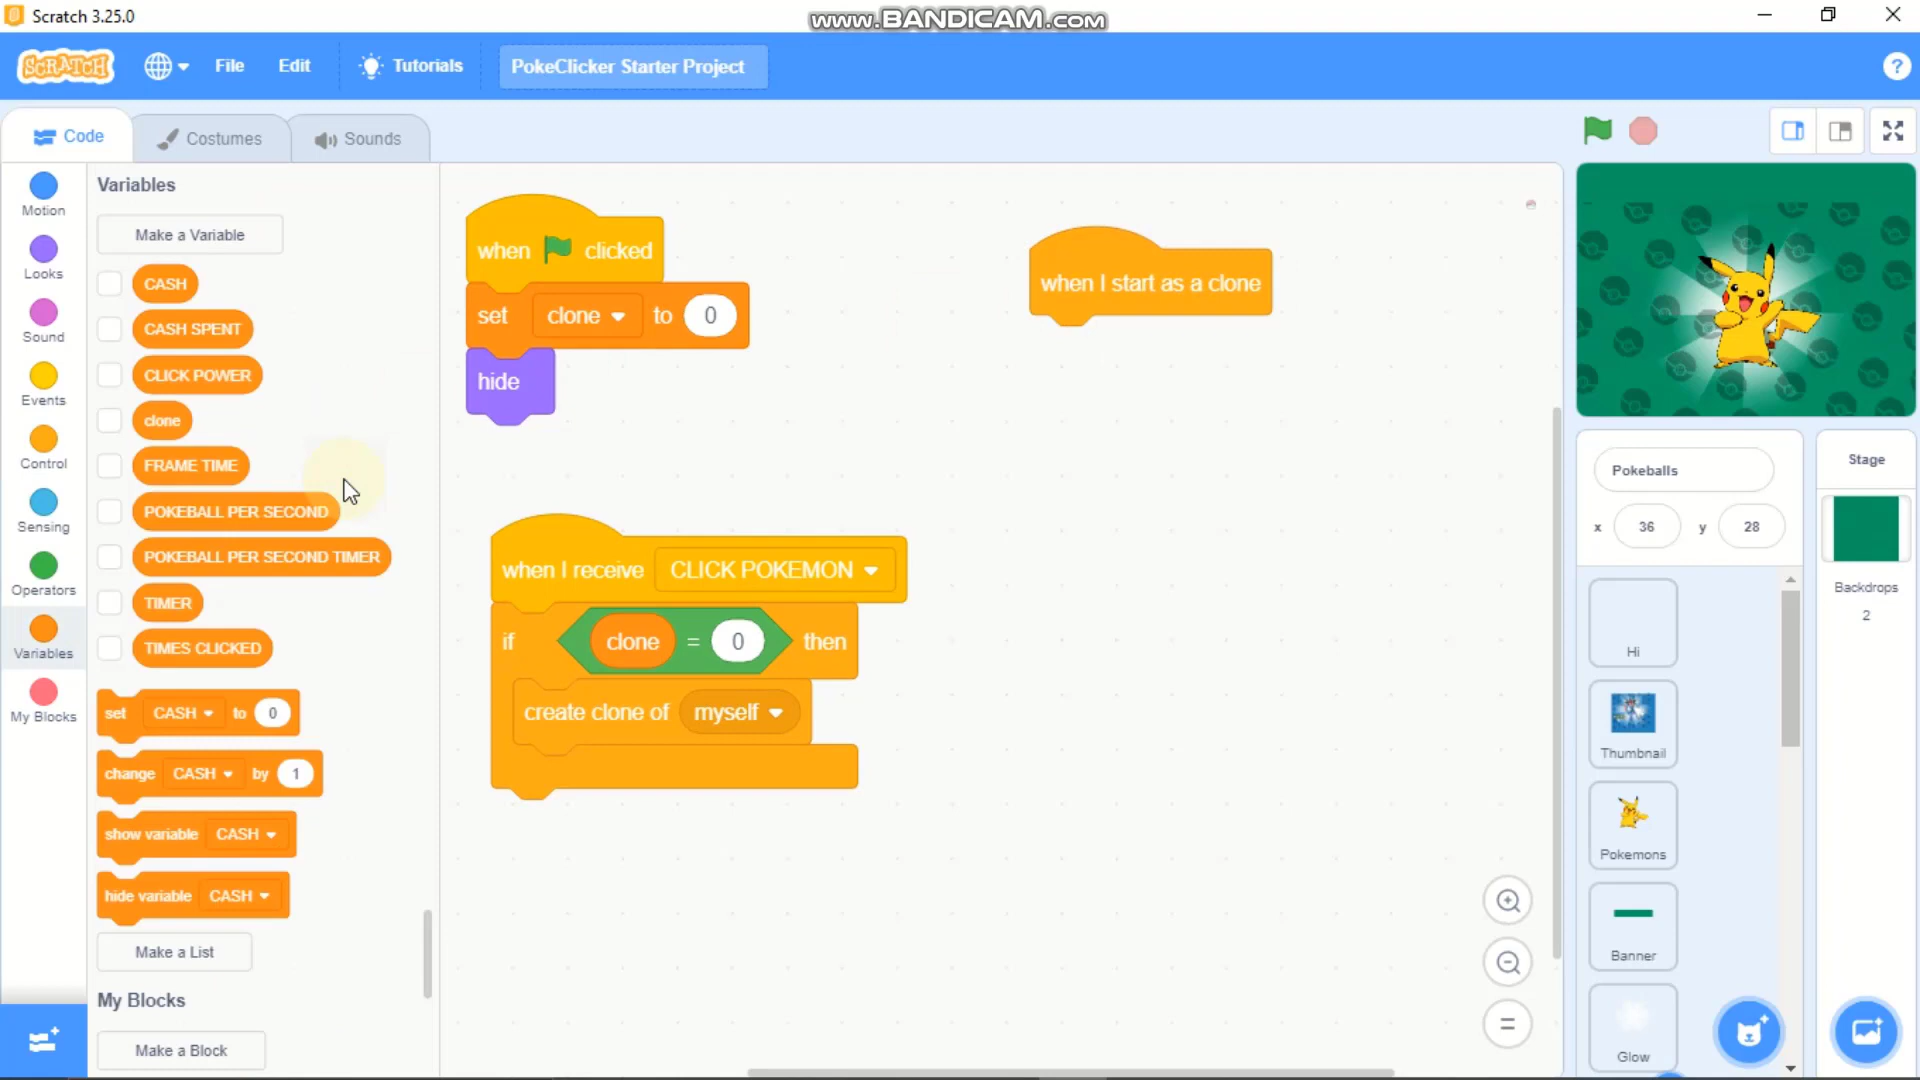 Scratch 3.25.0
www.BANDICAM.com
SCRATCH
File
Edit
Tutorials
PokeClicker Starter Project
?
Code
Costumes
Sounds
Motion
Looks
Sound
Events
Control
Sensing
Operators
Variables
My Blocks
Variables
Make a Variable
CASH
CASH SPENT
CLICK POWER
clone
FRAME TIME
POKEBALL PER SECOND
POKEBALL PER SECOND TIMER
TIMER
TIMES CLICKED
set CASH to 0
change CASH by 1
show variable CASH
hide variable CASH
Make a List
My Blocks
Make a Block
when clicked
set clone to 0
hide
when I receive CLICK POKEMON
if clone = 0 then
create clone of myself
when I start as a clone
Pokeballs
x 36 y 28
Hi
Thumbnail
Pokemons
Banner
Glow
Stage
Backdrops
2